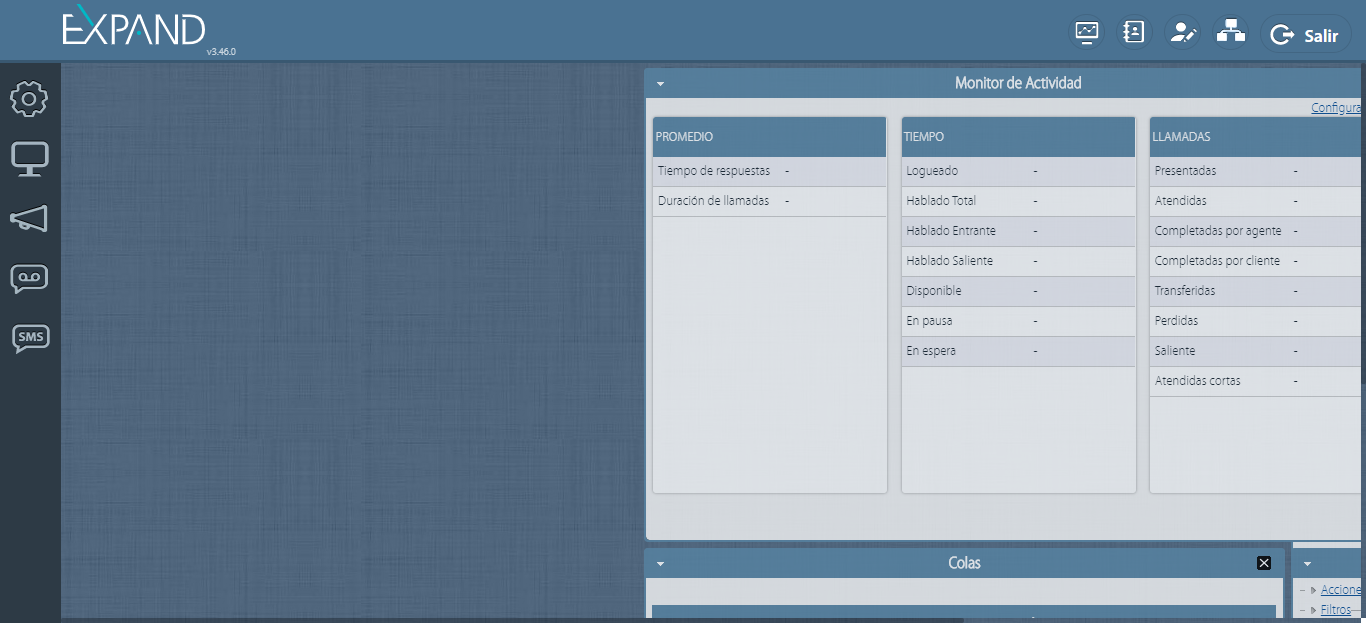 EXPAND
v3.46.0
Salir
Monitor de Actividad
Configura
PROMEDIO
Tiempo de respuestas -
Duración de llamadas -
TIEMPO
Logueado -
Hablado Total -
Hablado Entrante -
Hablado Saliente -
Disponible -
En pausa -
En espera -
LLAMADAS
Presentadas -
Atendidas -
Completadas por agente -
Completadas por cliente -
Transferidas -
Perdidas -
Saliente -
Atendidas cortas -
SMS
Colas
Accione
Filtros